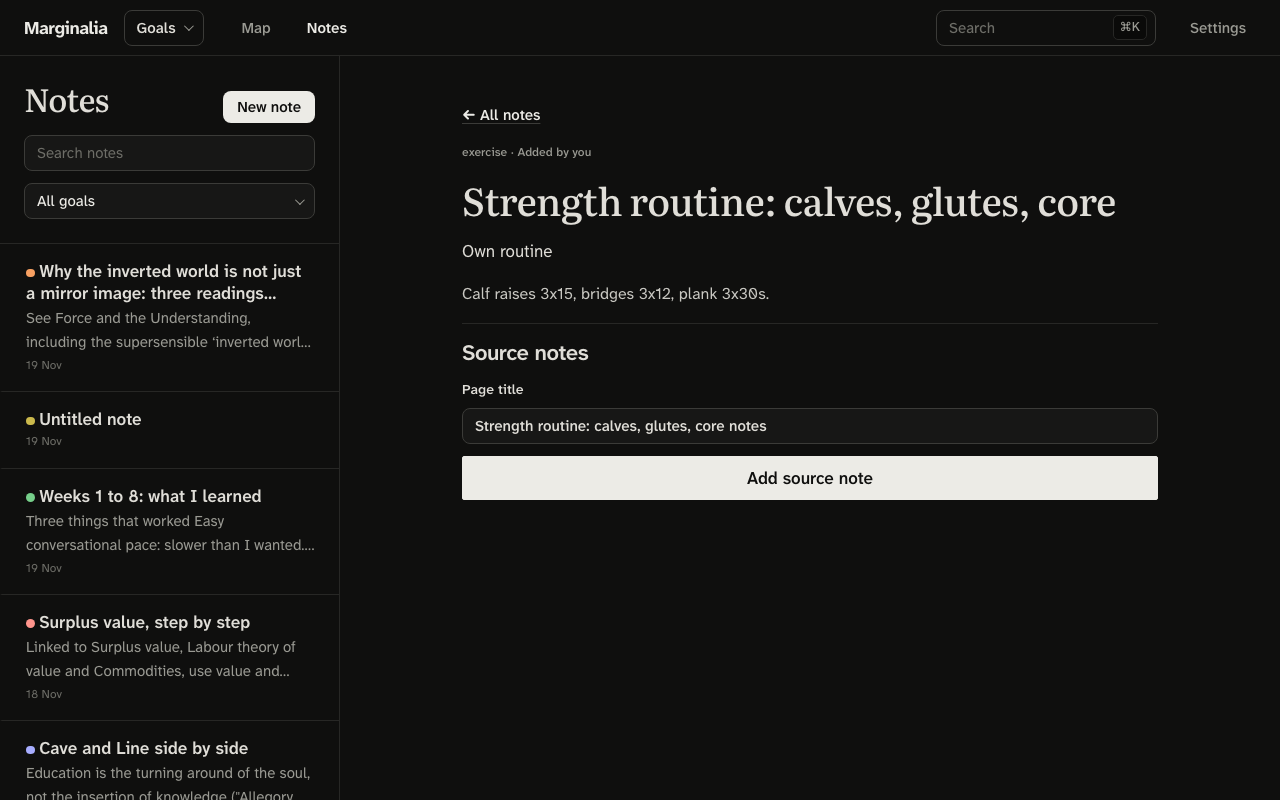 Marginalia
Goals
Map
Notes
Search
⌘K
Settings
Notes
New note
Search notes
All goals
Why the inverted world is not just
a mirror image: three readings...
See Force and the Understanding,
including the supersensible ‘inverted worl...
19 Nov
Untitled note
19 Nov
Weeks 1 to 8: what I learned
Three things that worked Easy
conversational pace: slower than I wanted....
19 Nov
Surplus value, step by step
Linked to Surplus value, Labour theory of
value and Commodities, use value and...
18 Nov
Cave and Line side by side
Education is the turning around of the soul,
not the insertion of knowledge ("Allegory
← All notes
exercise · Added by you
Strength routine: calves, glutes, core
Own routine
Calf raises 3x15, bridges 3x12, plank 3x30s.
Source notes
Page title
Strength routine: calves, glutes, core notes
Add source note